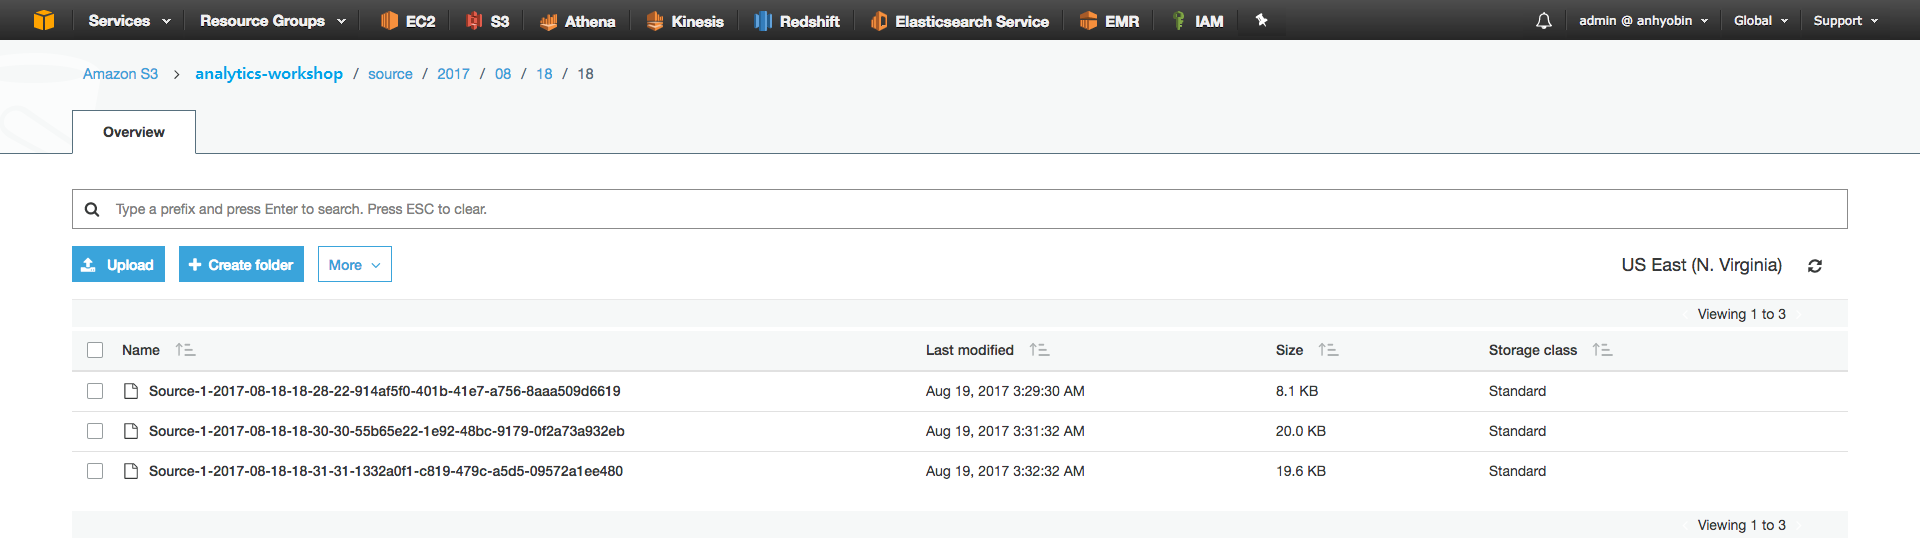 Services Resource Groups EC2 S3 Athena Kinesis Redshift Elasticsearch Service EMR IAM admin @ anhyobin Global Support
Amazon S3 > analytics-workshop / source / 2017 / 08 / 18 / 18
Overview
Type a prefix and press Enter to search. Press ESC to clear.
Upload + Create folder More US East (N. Virginia)
Viewing 1 to 3
Name Last modified Size Storage class
Source-1-2017-08-18-18-28-22-914af5f0-401b-41e7-a756-8aaa509d6619 Aug 19, 2017 3:29:30 AM 8.1 KB Standard
Source-1-2017-08-18-18-30-30-55b65e22-1e92-48bc-9179-0f2a73a932eb Aug 19, 2017 3:31:32 AM 20.0 KB Standard
Source-1-2017-08-18-18-31-31-1332a0f1-c819-479c-a5d5-09572a1ee480 Aug 19, 2017 3:32:32 AM 19.6 KB Standard
Viewing 1 to 3